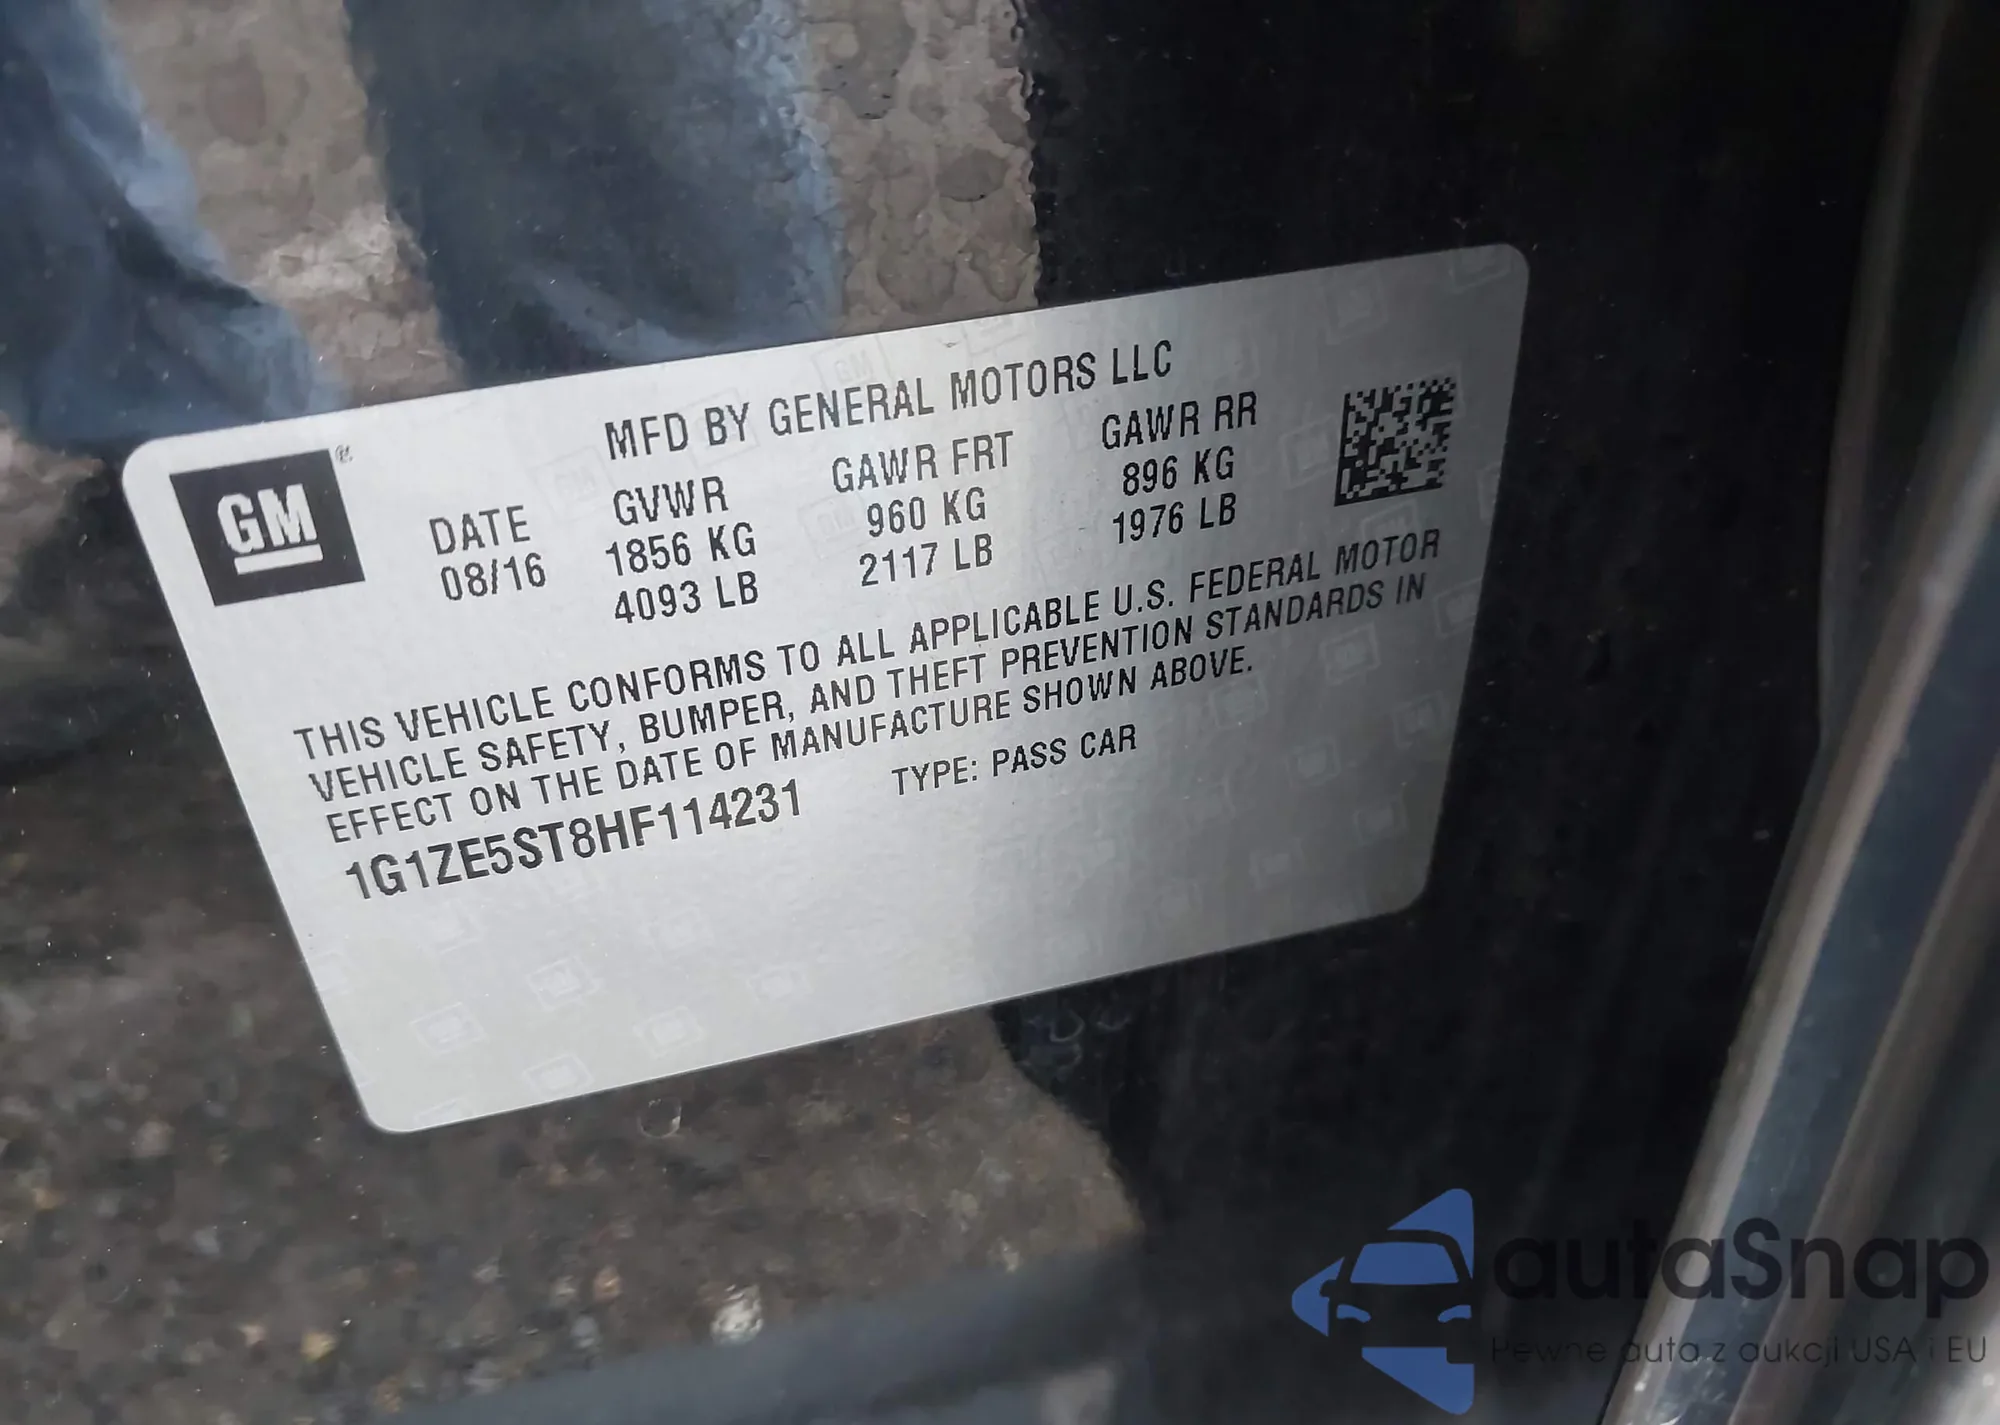 MFD BY GENERAL MOTORS LLC
GM ®
DATE GVWR GAWR FRT GAWR RR
08/16 1856 KG 960 KG 896 KG
4093 LB 2117 LB 1976 LB
THIS VEHICLE CONFORMS TO ALL APPLICABLE U.S. FEDERAL MOTOR
VEHICLE SAFETY, BUMPER, AND THEFT PREVENTION STANDARDS IN
EFFECT ON THE DATE OF MANUFACTURE SHOWN ABOVE.
1G1ZE5ST8HF114231 TYPE: PASS CAR
autaSnap
Pewne auta z aukcji USA i EU